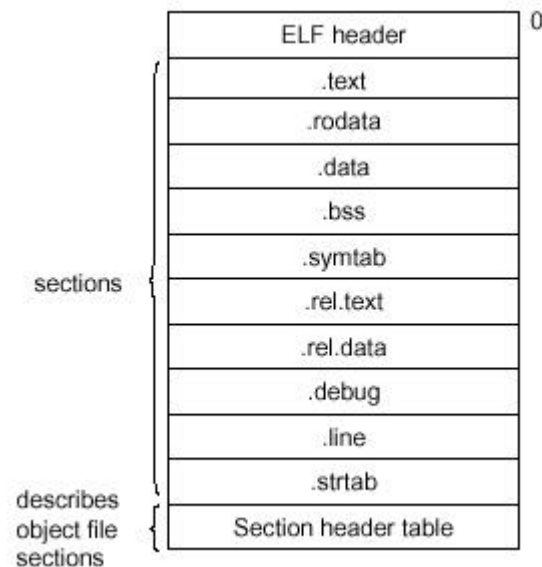 0
ELF header
.text
.rodata
.data
.bss
.symtab
sections
.rel.text
.rel.data
.debug
.line
.strtab
describes
object file
sections
Section header table